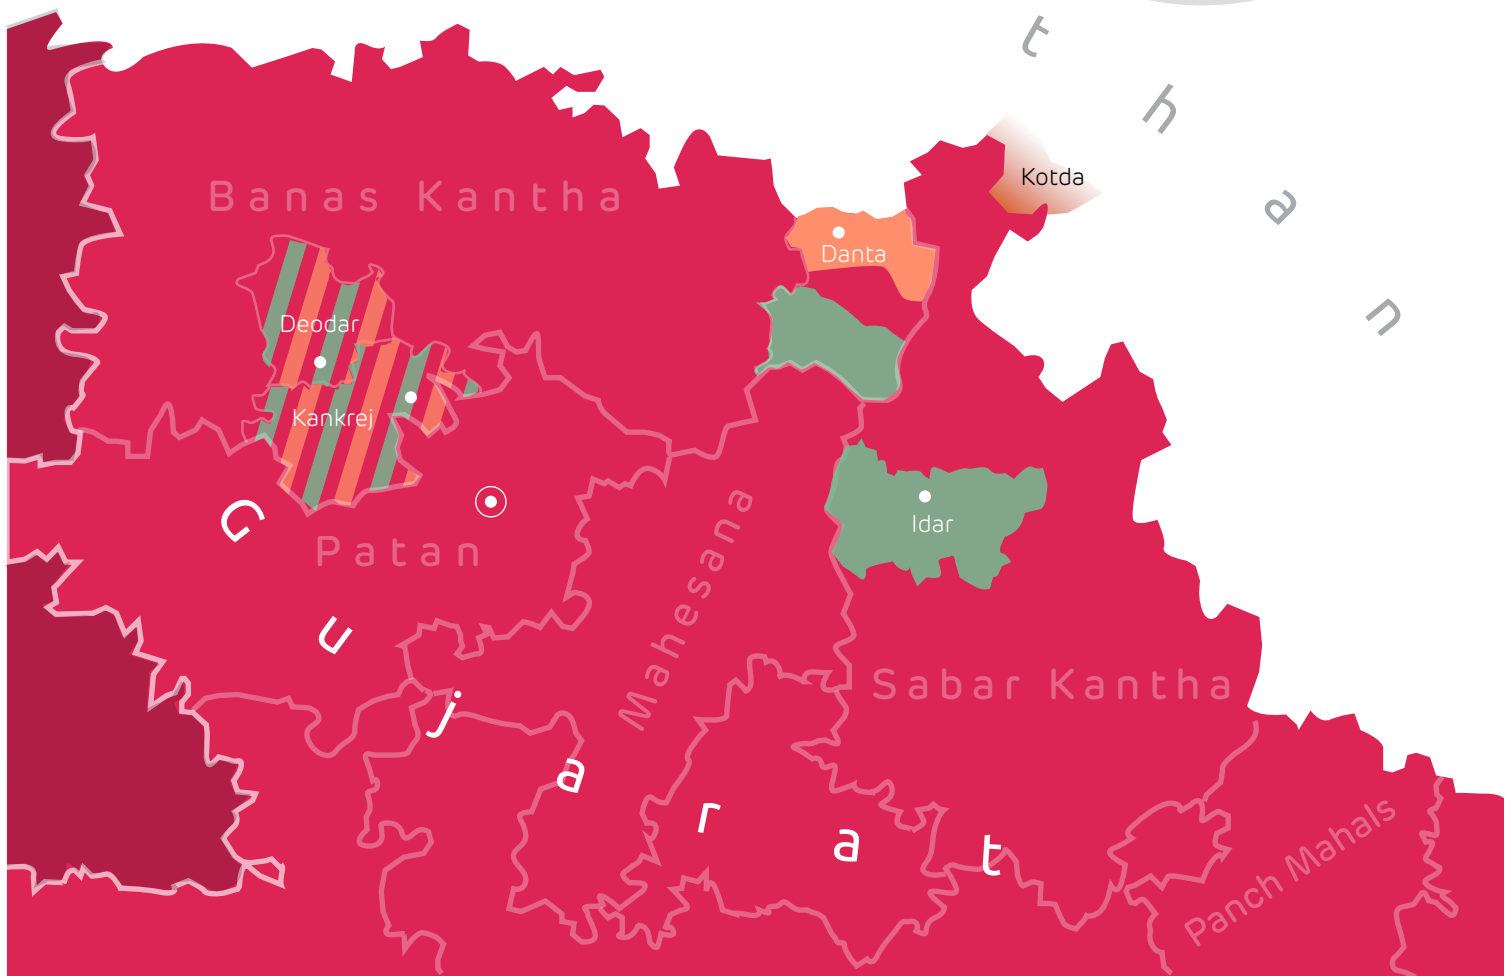 t
h
a
n
Kotda
Banas Kantha
Danta
Deodar
Kankrej
Idar
Patan
Mahesana
Sabar Kantha
Panch Mahals
G
u
j
a
r
a
t